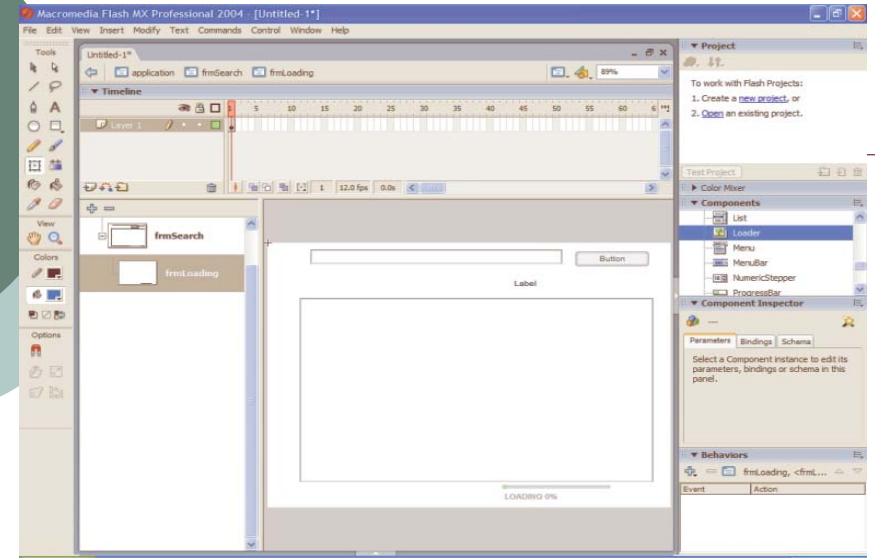 Macromedia Flash MX Professional 2004 - [Untitled-1*]
File Edit View Insert Modify Text Commands Control Window Help
Tools
View
Colors
Options
Untitled-1*
application frmSearch frmLoading 89%
Timeline
5 10 15 20 25 30 35 40 45 50 55 60 6
Layer 1
1 12.0 fps 0.0s
frmSearch
frmLoading
Button
Label
LOADING 0%
Project
To work with Flash Projects:
1. Create a new project, or
2. Open an existing project.
Test Project
Color Mixer
Components
List
Loader
Menu
MenuBar
NumericStepper
ProgressBar
Component Inspector
Parameters Bindings Schema
Select a Component instance to edit its
parameters, bindings or schema in this
panel.
Behaviors
frmLoading, <frmL...
Event Action